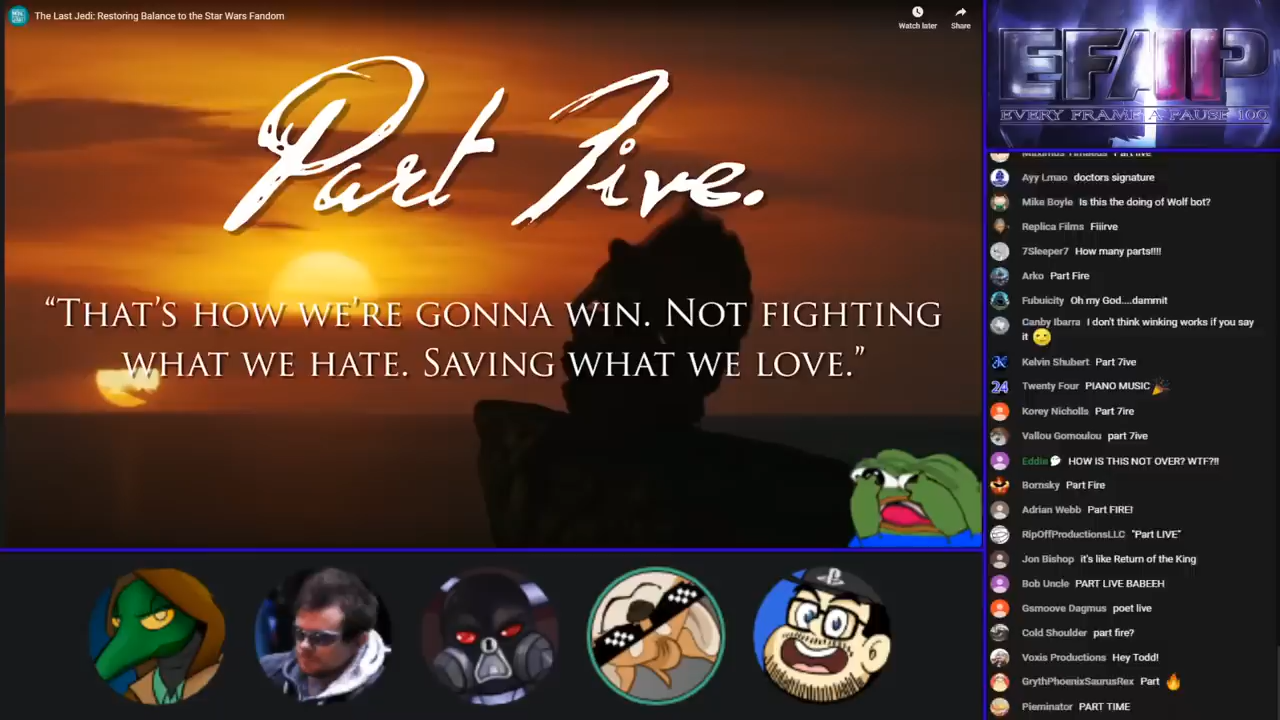 The Last Jedi: Restoring Balance to the Star Wars Fandom
Watch later
Share
Part Five.
“THAT’S HOW WE’RE GONNA WIN. NOT FIGHTING
WHAT WE HATE. SAVING WHAT WE LOVE.”
EFAP
EVERY FRAME A PAUSE 100
Ayy Lmao doctors signature
Mike Boyle Is this the doing of Wolf bot?
Replica Films Fiirve
7Sleeper7 How many parts!!!!
Arko Part Fire
Fubuicity Oh my God....dammit
Canby Ibarra I don't think winking works if you say
it
Kelvin Shubert Part 7ive
Twenty Four PIANO MUSIC 🎉
24
Korey Nicholls Part 7ire
Vallou Gomoulou part 7ive
Eddie HOW IS THIS NOT OVER? WTF?!!
Bornsky Part Fire
Adrian Webb Part FIRE!
RipOffProductionsLLC "Part LIVE"
Jon Bishop it's like Return of the King
Bob Uncle PART LIVE BABEEH
Gsmoove Dagmus poet live
Cold Shoulder part fire?
Voxis Productions Hey Todd!
GrythPhoenixSaurusRex Part 🔥
Pieminator PART TIME